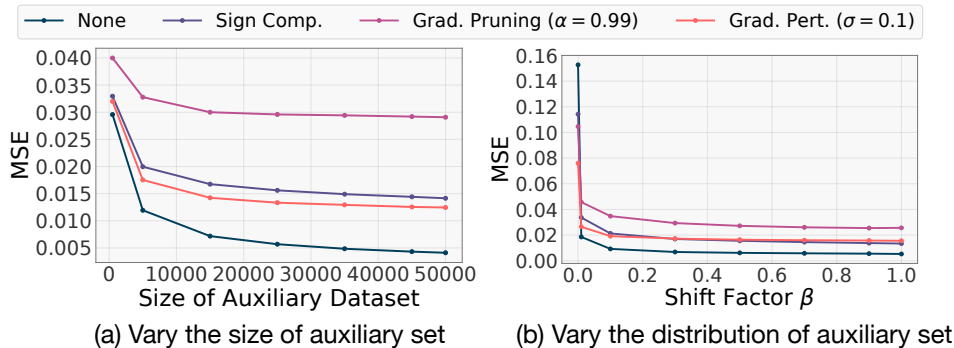 None Sign Comp. Grad. Pruning (α = 0.99) Grad. Pert. (σ = 0.1)
0.040
0.035
0.030
0.025
0.020
0.015
0.010
0.005
MSE
0 10000 20000 30000 40000 50000
Size of Auxiliary Dataset
(a) Vary the size of auxiliary set
0.16
0.14
0.12
0.10
0.08
0.06
0.04
0.02
0.00
MSE
0.0 0.2 0.4 0.6 0.8 1.0
Shift Factor β
(b) Vary the distribution of auxiliary set